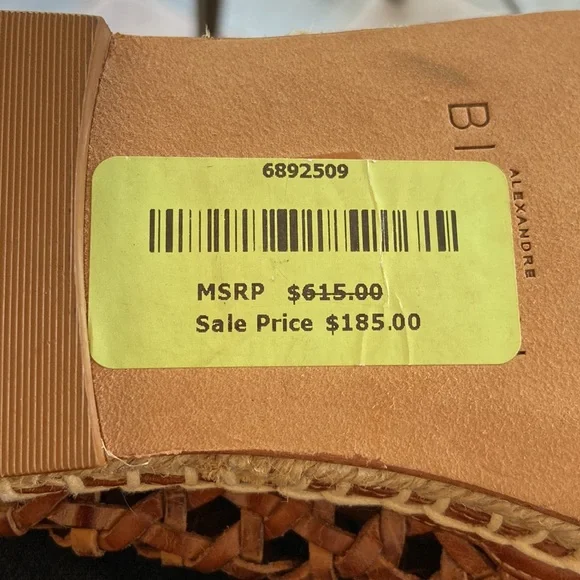 6892509
MSRP $615.00
Sale Price $185.00
ALEXANDRE